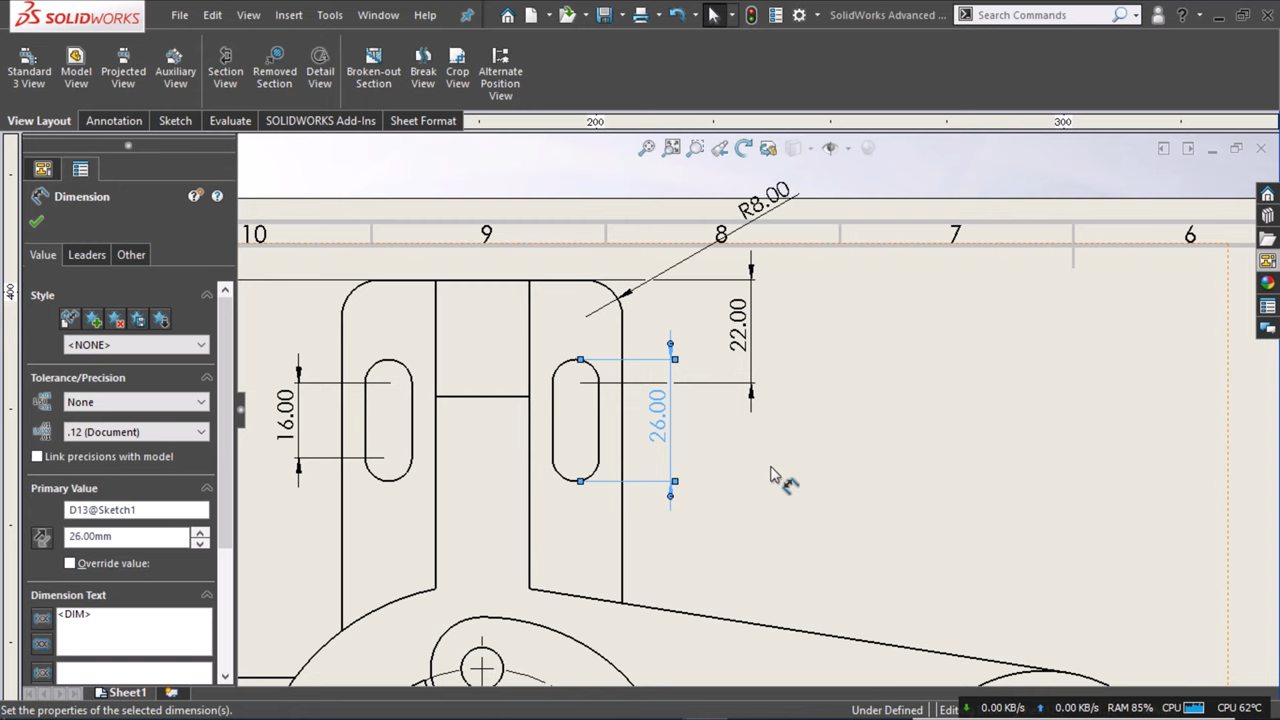 SOLIDWORKS File Edit View Insert Tools Window Help SolidWorks Advanced ... Search Commands
Standard 3 View
Model View
Projected View
Auxiliary View
Section View
Removed Section
Detail View
Broken-out Section
Break View
Crop View
Alternate Position View
View Layout Annotation Sketch Evaluate SOLIDWORKS Add-Ins Sheet Format
200 300
400
Dimension
Value Leaders Other
Style
<NONE>
Tolerance/Precision
None
.12 (Document)
Link precisions with model
Primary Value
D13@Sketch1
26.00mm
Override value:
Dimension Text
<DIM>
10 9 8 7 6
R8.00
22.00
16.00
26.00
Sheet1
Set the properties of the selected dimension(s). Under Defined Edit 0.00 KB/s 0.00 KB/s RAM 85% CPU CPU 62°C